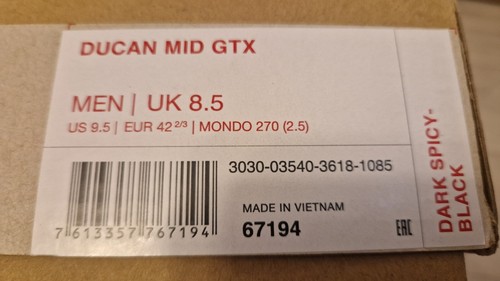 DUCAN MID GTX
MEN | UK 8.5
US 9.5 | EUR 42 2/3 | MONDO 270 (2.5)
3030-03540-3618-1085
7 613357 767194
MADE IN VIETNAM
67194
EAC
DARK SPICY-
BLACK